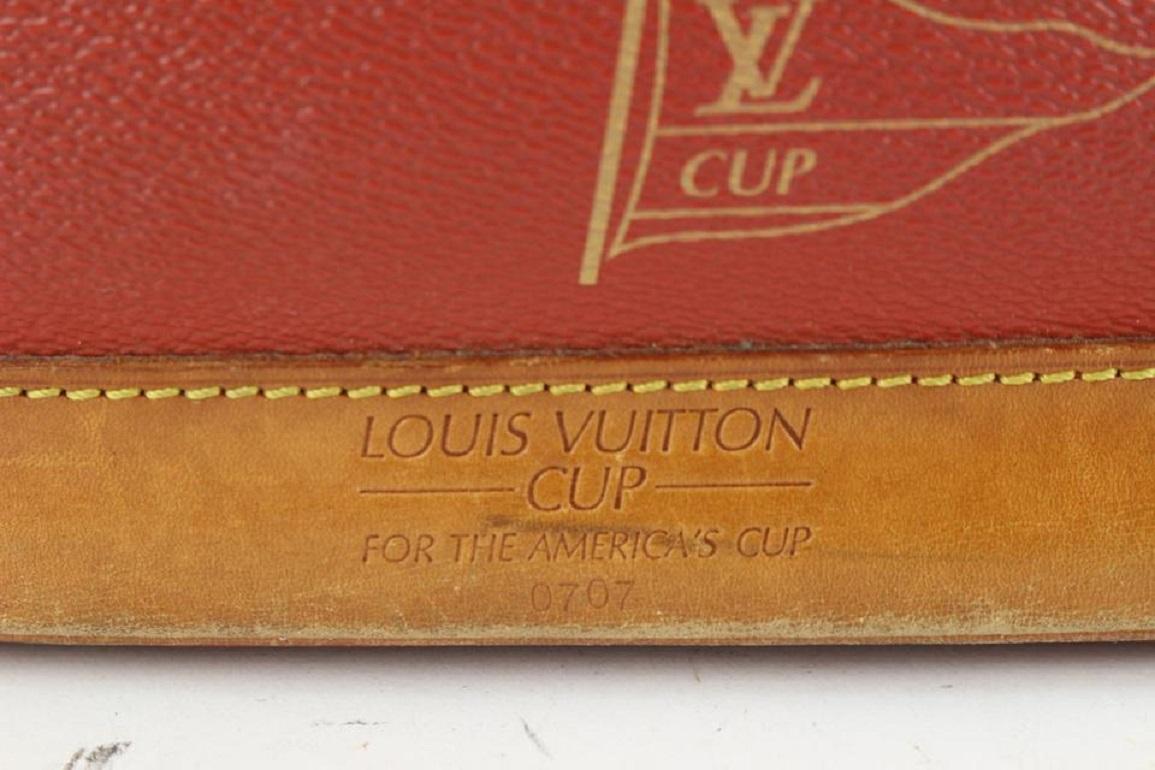 LV
CUP
LOUIS VUITTON
CUP
FOR THE AMERICA'S CUP
0707